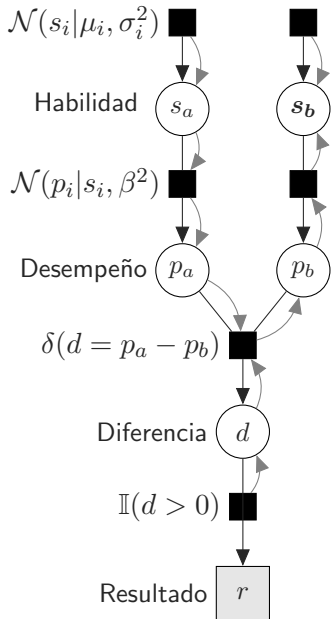 𝒩(s_i|μ_i, σ_i^2)
Habilidad s_a s_b
𝒩(p_i|s_i, β^2)
Desempeño p_a p_b
δ(d = p_a − p_b)
Diferencia d
𝕀(d > 0)
Resultado r